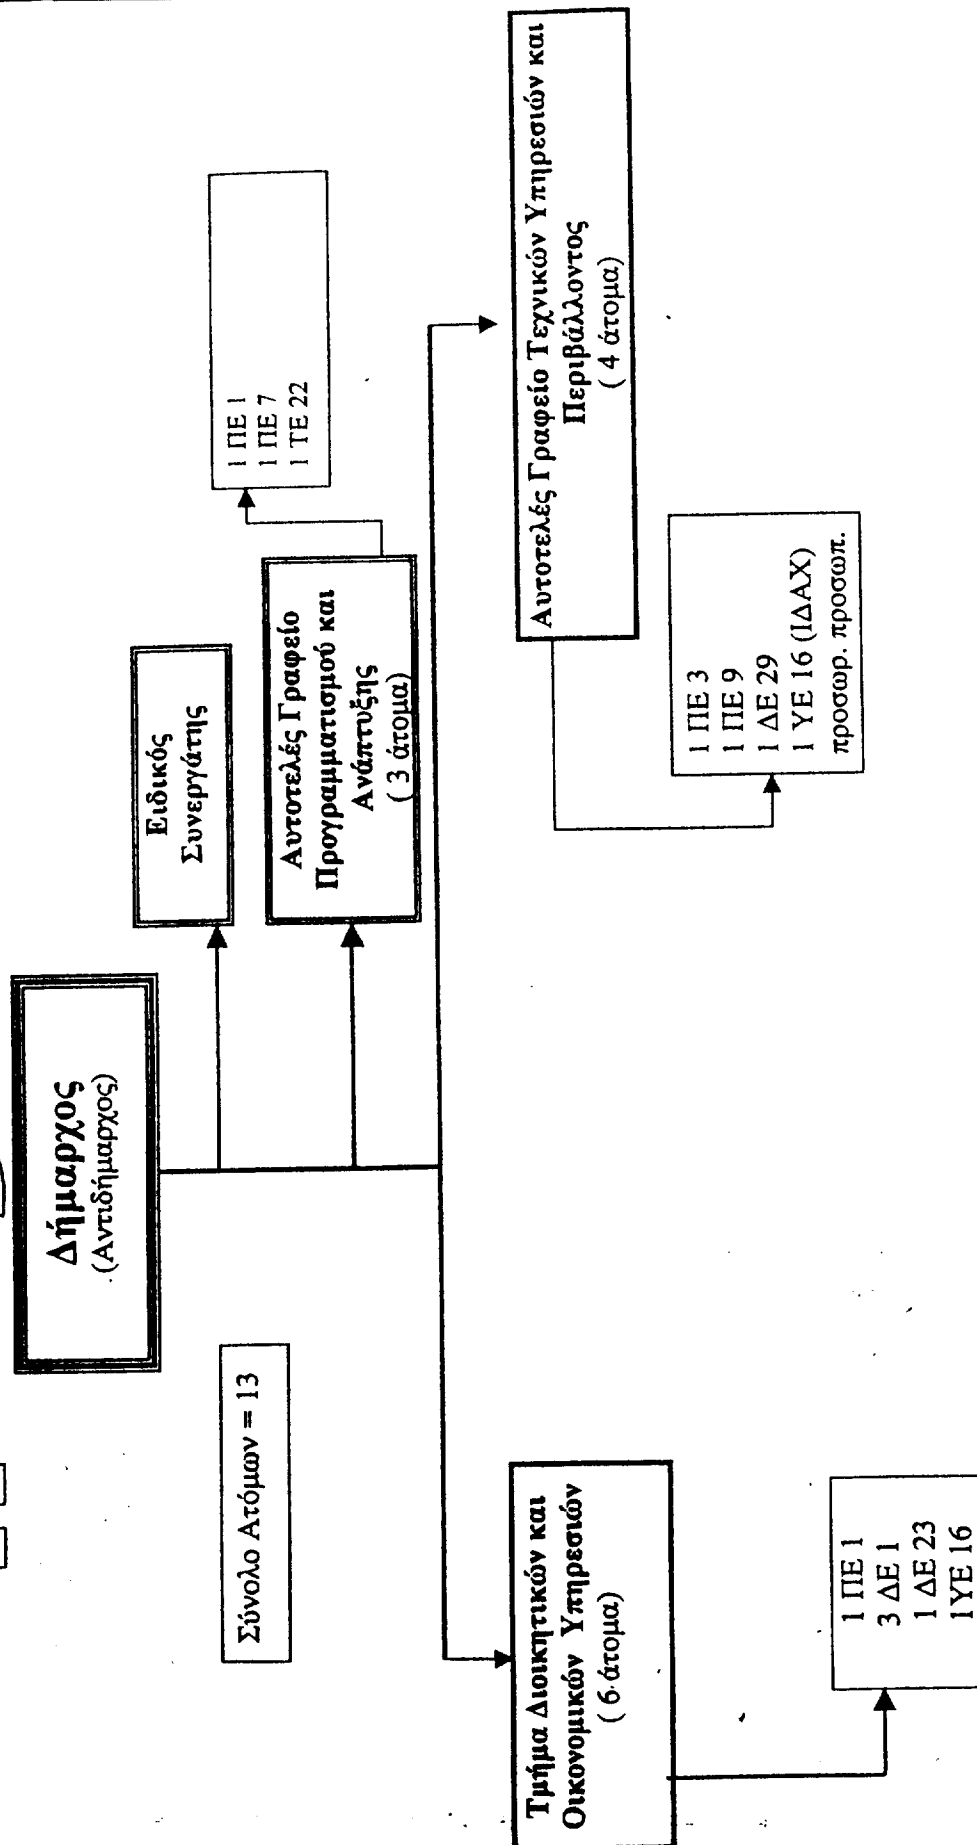 Δήμαρχος
(Αντιδήμαρχος)
Σύνολο Ατόμων = 13
Ειδικός
Συνεργάτης
Αυτοτελές Γραφείο
Προγραμματισμού και
Ανάπτυξης
( 3 άτομα)
1 ΠΕ 1
1 ΠΕ 7
1 ΤΕ 22
Τμήμα Διοικητικών και
Οικονομικών Υπηρεσιών
( 6 άτομα)
1 ΠΕ 1
3 ΔΕ 1
1 ΔΕ 23
1ΥΕ 16
Αυτοτελές Γραφείο Τεχνικών Υπηρεσιών και
Περιβάλλοντος
( 4 άτομα)
1 ΠΕ 3
1 ΠΕ 9
1 ΔΕ 29
1 ΥΕ 16 (ΙΔΑΧ)
προσωρ. προσωπ.